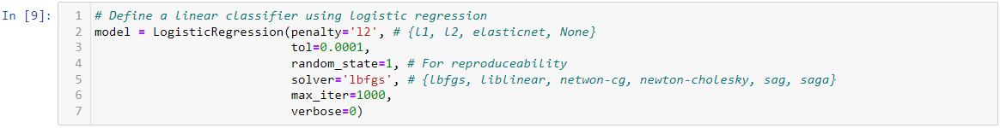 In [9]:
1 # Define a linear classifier using logistic regression
2 model = LogisticRegression(penalty='l2', # {l1, l2, elasticnet, None}
3 tol=0.0001,
4 random_state=1, # For reproduceability
5 solver='lbfgs', # {lbfgs, liblinear, netwon-cg, newton-cholesky, sag, saga}
6 max_iter=1000,
7 verbose=0)